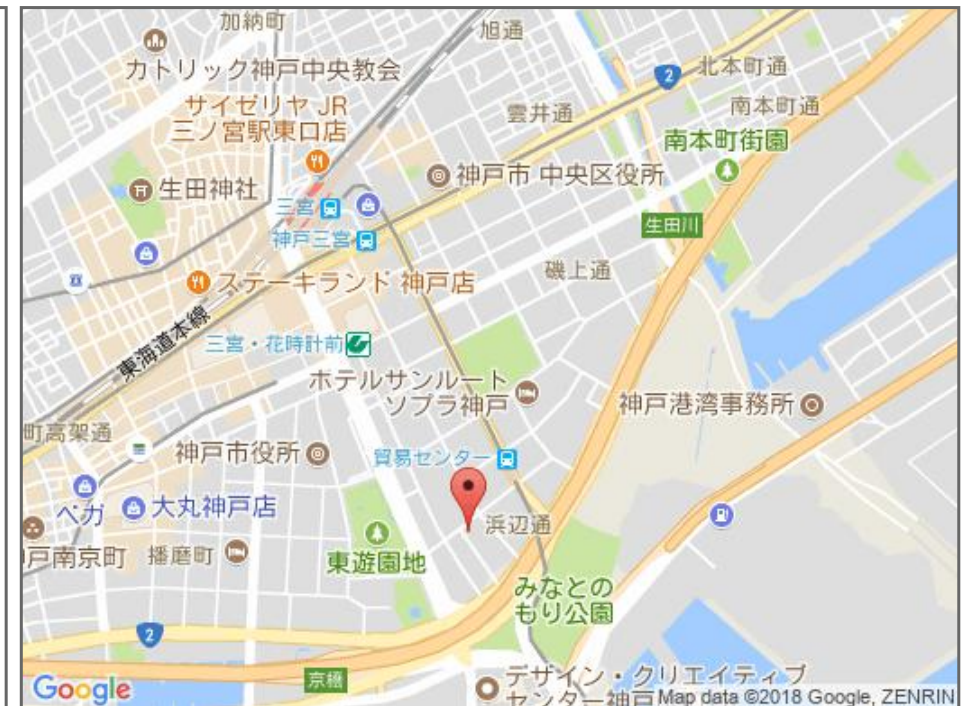 加納町
旭通
カトリック神戸中央教会
2
北本町通
サイゼリヤ JR
三ノ宮駅東口店
雲井通
南本町通
南本町街園
生田神社
神戸市 中央区役所
三宮
神戸三宮
生田川
ステーキランド 神戸店
磯上通
東海道本線
三宮・花時計前
ホテルサンルート
ソプラ神戸
神戸港湾事務所
町高架通
神戸市役所
貿易センター
ベガ
大丸神戸店
浜辺通
戸南京町
播磨町
東遊園地
みなとの
もり公園
2
京橋
デザイン・クリエイティブ
センター神戸
Google
Map data ©2018 Google, ZENRIN